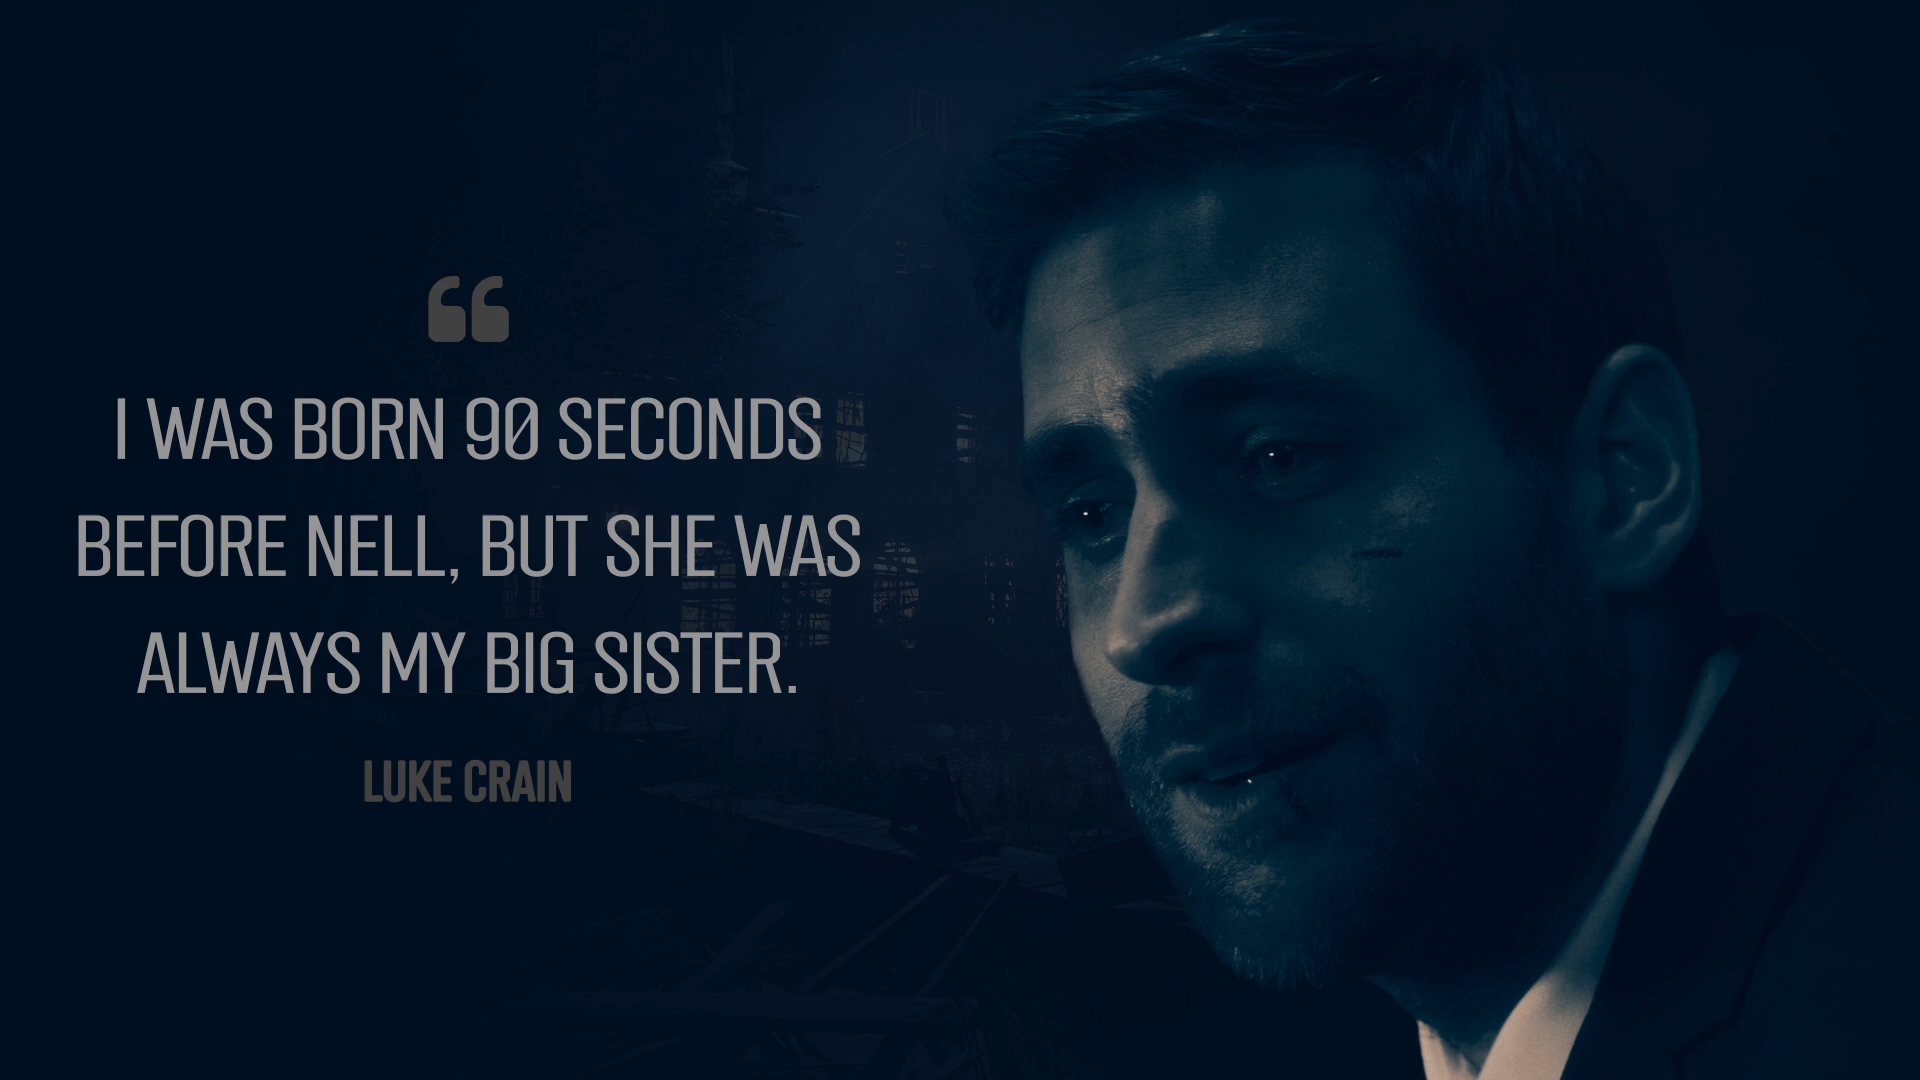 “
I WAS BORN 90 SECONDS
BEFORE NELL, BUT SHE WAS
ALWAYS MY BIG SISTER.
LUKE CRAIN